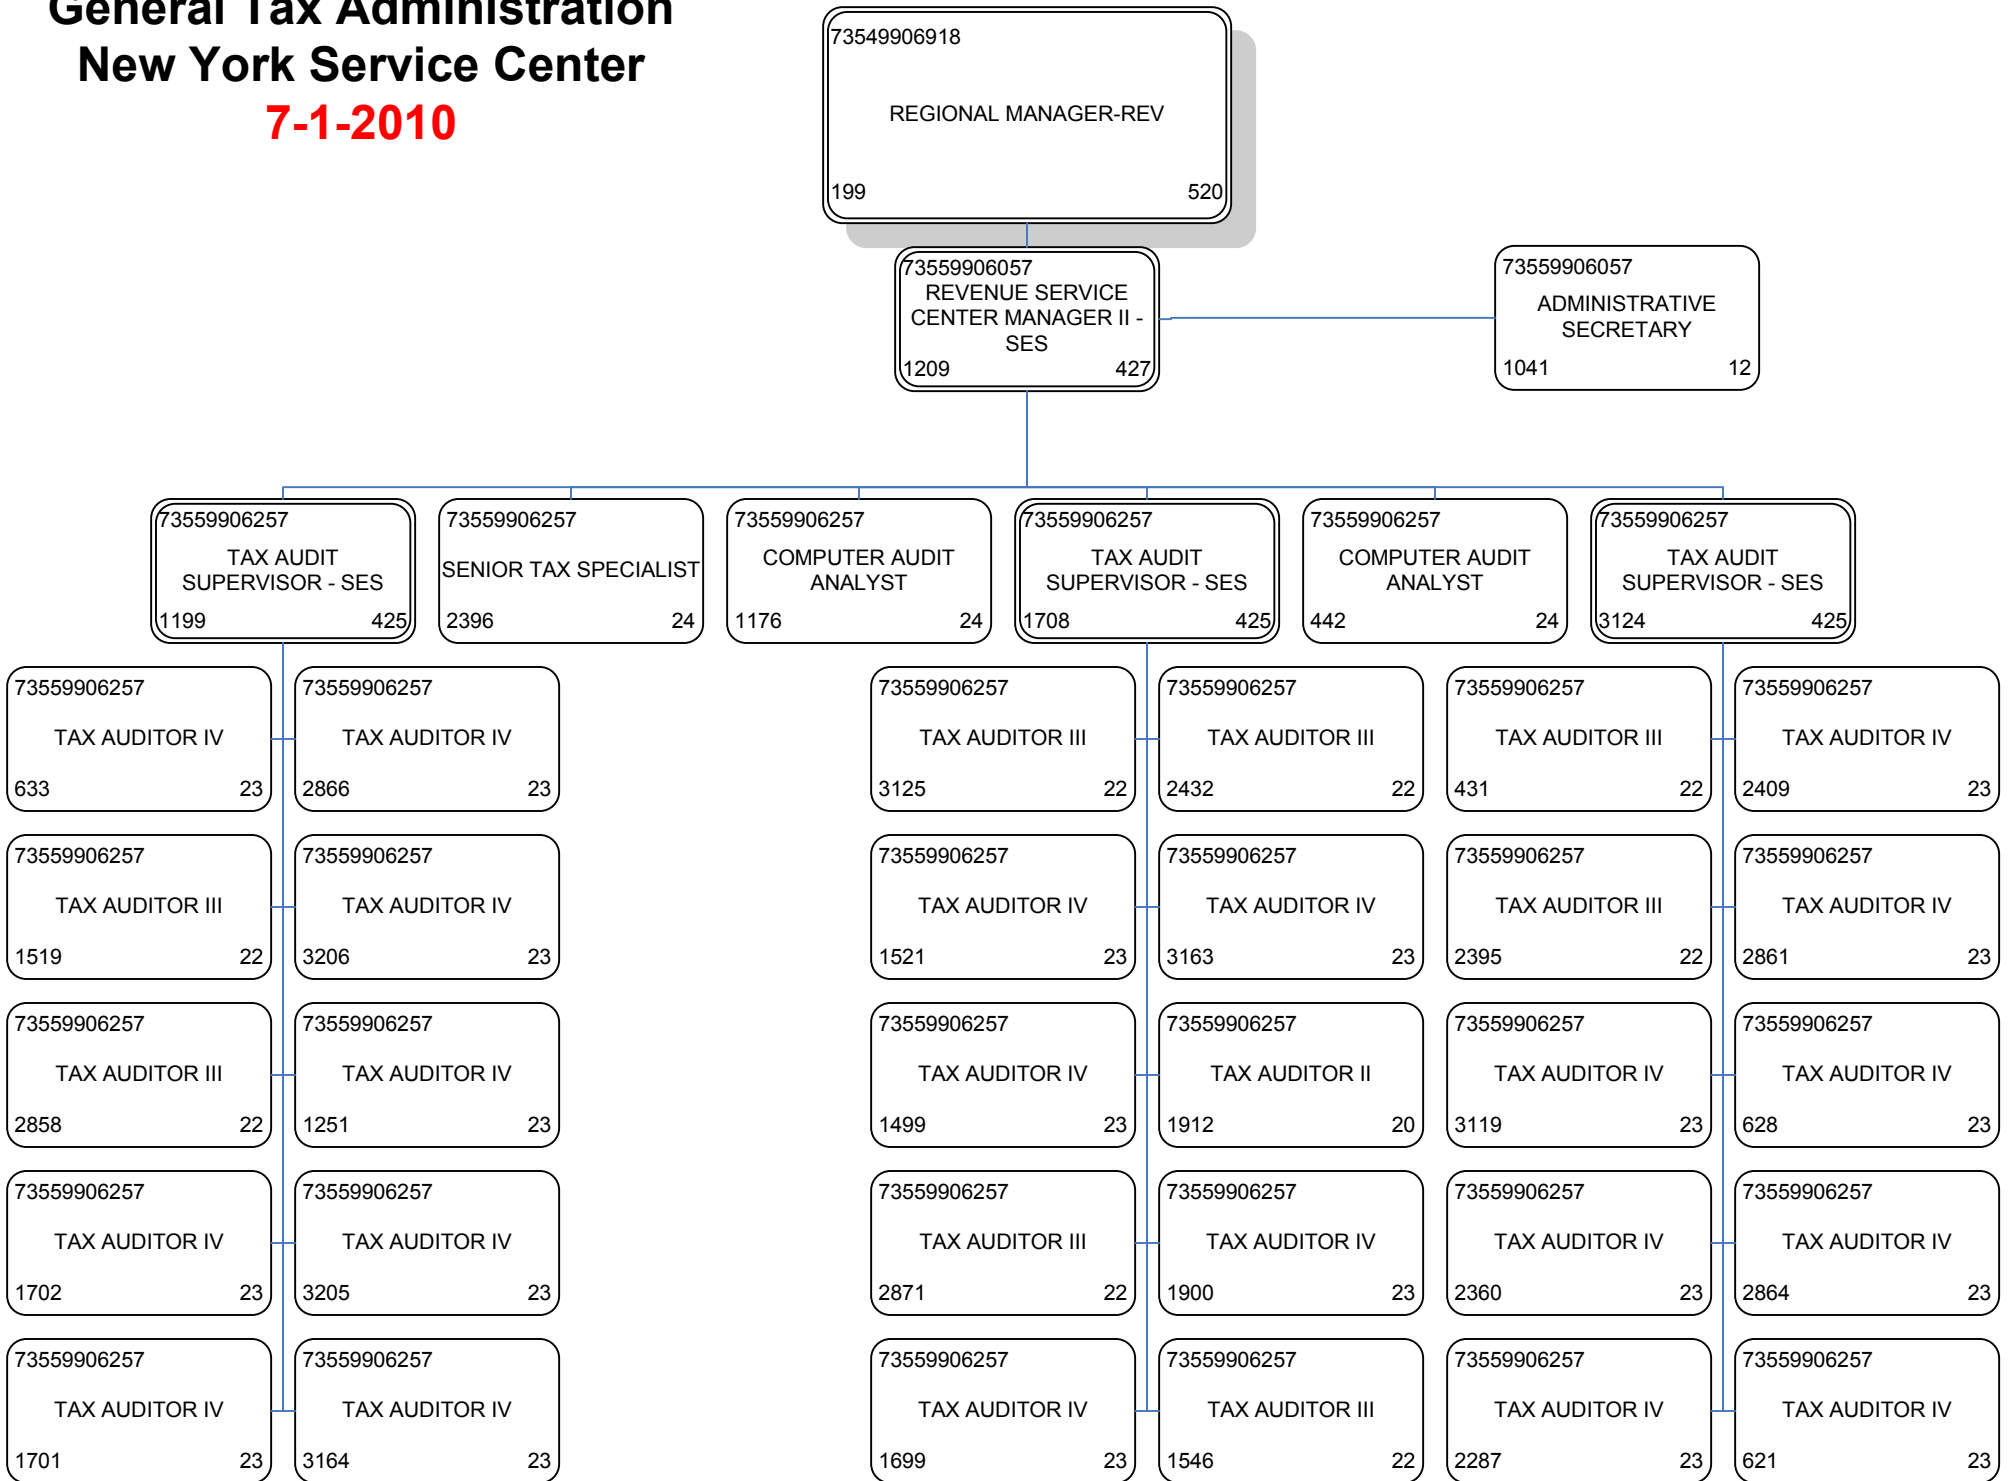 General Tax Administration
New York Service Center
7-1-2010
73549906918
REGIONAL MANAGER-REV
199 520
73559906057
REVENUE SERVICE
CENTER MANAGER II -
SES
1209 427
73559906057
ADMINISTRATIVE
SECRETARY
1041 12
73559906257
TAX AUDIT
SUPERVISOR - SES
1199 425
73559906257
SENIOR TAX SPECIALIST
2396 24
73559906257
COMPUTER AUDIT
ANALYST
1176 24
73559906257
TAX AUDIT
SUPERVISOR - SES
1708 425
73559906257
COMPUTER AUDIT
ANALYST
442 24
73559906257
TAX AUDIT
SUPERVISOR - SES
3124 425
73559906257
TAX AUDITOR IV
633 23
73559906257
TAX AUDITOR IV
2866 23
73559906257
TAX AUDITOR III
3125 22
73559906257
TAX AUDITOR III
2432 22
73559906257
TAX AUDITOR III
431 22
73559906257
TAX AUDITOR IV
2409 23
73559906257
TAX AUDITOR III
1519 22
73559906257
TAX AUDITOR IV
3206 23
73559906257
TAX AUDITOR IV
1521 23
73559906257
TAX AUDITOR IV
3163 23
73559906257
TAX AUDITOR III
2395 22
73559906257
TAX AUDITOR IV
2861 23
73559906257
TAX AUDITOR III
2858 22
73559906257
TAX AUDITOR IV
1251 23
73559906257
TAX AUDITOR IV
1499 23
73559906257
TAX AUDITOR II
1912 20
73559906257
TAX AUDITOR IV
3119 23
73559906257
TAX AUDITOR IV
628 23
73559906257
TAX AUDITOR IV
1702 23
73559906257
TAX AUDITOR IV
3205 23
73559906257
TAX AUDITOR III
2871 22
73559906257
TAX AUDITOR IV
1900 23
73559906257
TAX AUDITOR IV
2360 23
73559906257
TAX AUDITOR IV
2864 23
73559906257
TAX AUDITOR IV
1701 23
73559906257
TAX AUDITOR IV
3164 23
73559906257
TAX AUDITOR IV
1699 23
73559906257
TAX AUDITOR III
1546 22
73559906257
TAX AUDITOR IV
2287 23
73559906257
TAX AUDITOR IV
621 23